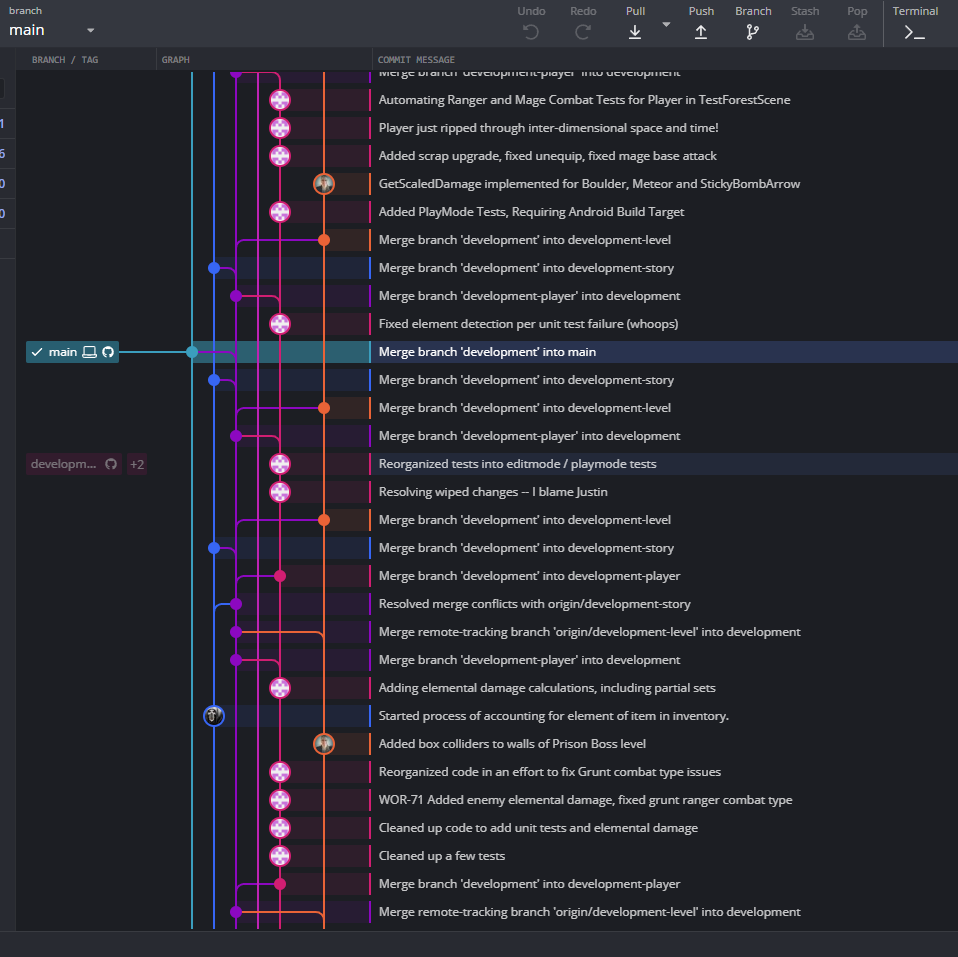 branch
main
Undo
Redo
Pull
Push
Branch
Stash
Pop
Terminal
BRANCH / TAG
GRAPH
COMMIT MESSAGE
Merge branch 'development-player' into development
Automating Ranger and Mage Combat Tests for Player in TestForestScene
1
Player just ripped through inter-dimensional space and time!
6
Added scrap upgrade, fixed unequip, fixed mage base attack
0
GetScaledDamage implemented for Boulder, Meteor and StickyBombArrow
0
Added PlayMode Tests, Requiring Android Build Target
Merge branch 'development' into development-level
Merge branch 'development' into development-story
Merge branch 'development-player' into development
Fixed element detection per unit test failure (whoops)
main
Merge branch 'development' into main
Merge branch 'development' into development-story
Merge branch 'development' into development-level
Merge branch 'development-player' into development
developm... +2
Reorganized tests into editmode / playmode tests
Resolving wiped changes -- I blame Justin
Merge branch 'development' into development-level
Merge branch 'development' into development-story
Merge branch 'development' into development-player
Resolved merge conflicts with origin/development-story
Merge remote-tracking branch 'origin/development-level' into development
Merge branch 'development-player' into development
Adding elemental damage calculations, including partial sets
Started process of accounting for element of item in inventory.
Added box colliders to walls of Prison Boss level
Reorganized code in an effort to fix Grunt combat type issues
WOR-71 Added enemy elemental damage, fixed grunt ranger combat type
Cleaned up code to add unit tests and elemental damage
Cleaned up a few tests
Merge branch 'development' into development-player
Merge remote-tracking branch 'origin/development-level' into development